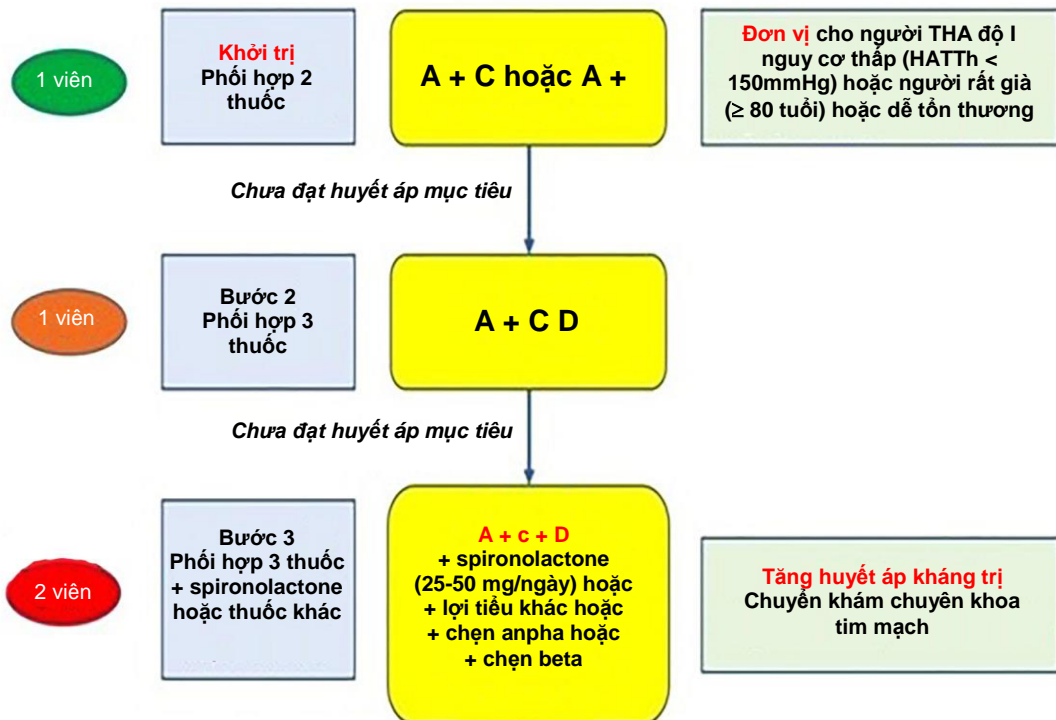 1 viên
Khởi trị
Phối hợp 2
thuốc
A + C hoặc A +
Đơn vị cho người THA độ I
nguy cơ thấp (HATTh <
150mmHg) hoặc người rất già
(≥ 80 tuổi) hoặc dễ tổn thương
Chưa đạt huyết áp mục tiêu
1 viên
Bước 2
Phối hợp 3
thuốc
A + C D
Chưa đạt huyết áp mục tiêu
2 viên
Bước 3
Phối hợp 3 thuốc
+ spironolactone
hoặc thuốc khác
A + c + D
+ spironolactone
(25-50 mg/ngày) hoặc
+ lợi tiểu khác hoặc
+ chẹn anpha hoặc
+ chẹn beta
Tăng huyết áp kháng trị
Chuyển khám chuyên khoa
tim mạch